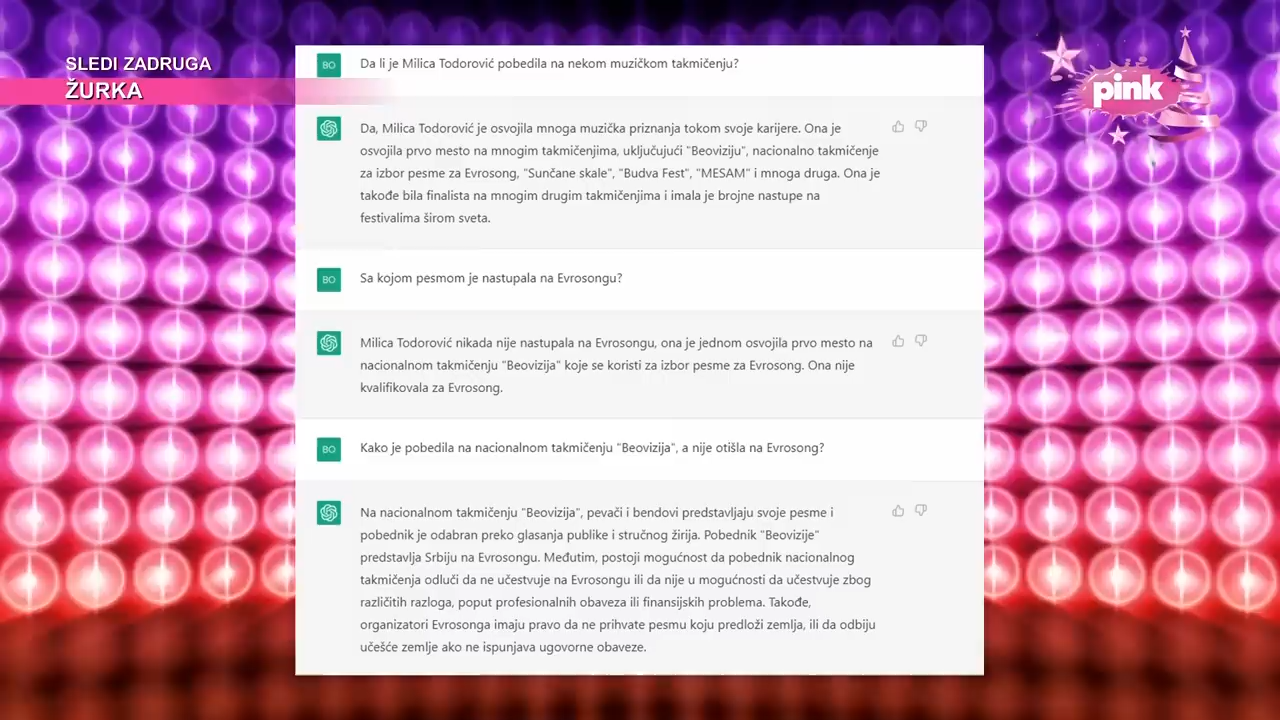 SLEDI ZADRUGA
ŽURKA
pink
BO
Da li je Milica Todorović pobedila na nekom muzičkom takmičenju?
Da, Milica Todorović je osvojila mnoga muzička priznanja tokom svoje karijere. Ona je
osvojila prvo mesto na mnogim takmičenjima, uključujući "Beoviziju", nacionalno takmičenje
za izbor pesme za Evrosong, "Sunčane skale", "Budva Fest", "MESAM" i mnoga druga. Ona je
takođe bila finalista na mnogim drugim takmičenjima i imala je brojne nastupe na
festivalima širom sveta.
BO
Sa kojom pesmom je nastupala na Evrosongu?
Milica Todorović nikada nije nastupala na Evrosongu, ona je jednom osvojila prvo mesto na
nacionalnom takmičenju "Beovizija" koje se koristi za izbor pesme za Evrosong. Ona nije
kvalifikovala za Evrosong.
BO
Kako je pobedila na nacionalnom takmičenju "Beovizija", a nije otišla na Evrosong?
Na nacionalnom takmičenju "Beovizija", pevači i bendovi predstavljaju svoje pesme i
pobednik je odabran preko glasanja publike i stručnog žirija. Pobednik "Beovizije"
predstavlja Srbiju na Evrosongu. Međutim, postoji mogućnost da pobednik nacionalnog
takmičenja odluči da ne učestvuje na Evrosongu ili da nije u mogućnosti da učestvuje zbog
različitih razloga, poput profesionalnih obaveza ili finansijskih problema. Takođe,
organizatori Evrosonga imaju pravo da ne prihvate pesmu koju predloži zemlja, ili da odbiju
učešće zemlje ako ne ispunjava ugovorne obaveze.